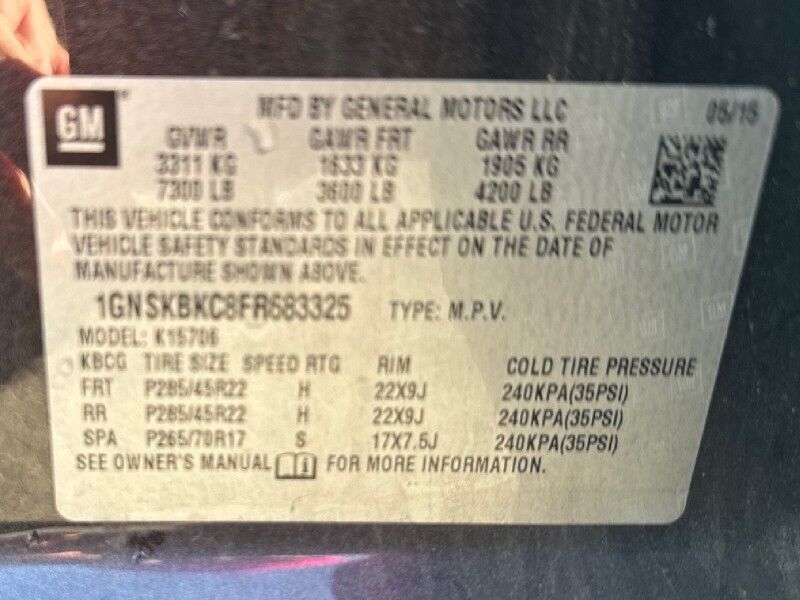 GM
MFD BY GENERAL MOTORS LLC 05/15
GVWR GAWR FRT GAWR RR
3311 KG 1633 KG 1905 KG
7300 LB 3600 LB 4200 LB
THIS VEHICLE CONFORMS TO ALL APPLICABLE U.S. FEDERAL MOTOR
VEHICLE SAFETY STANDARDS IN EFFECT ON THE DATE OF
MANUFACTURE SHOWN ABOVE.
1GNSKBKC8FR683325 TYPE: M.P.V.
MODEL: K15706
KBCG TIRE SIZE SPEED RTG RIM COLD TIRE PRESSURE
FRT P285/45R22 H 22X9J 240KPA(35PSI)
RR P285/45R22 H 22X9J 240KPA(35PSI)
SPA P265/70R17 S 17X7.5J 240KPA(35PSI)
SEE OWNER'S MANUAL FOR MORE INFORMATION.